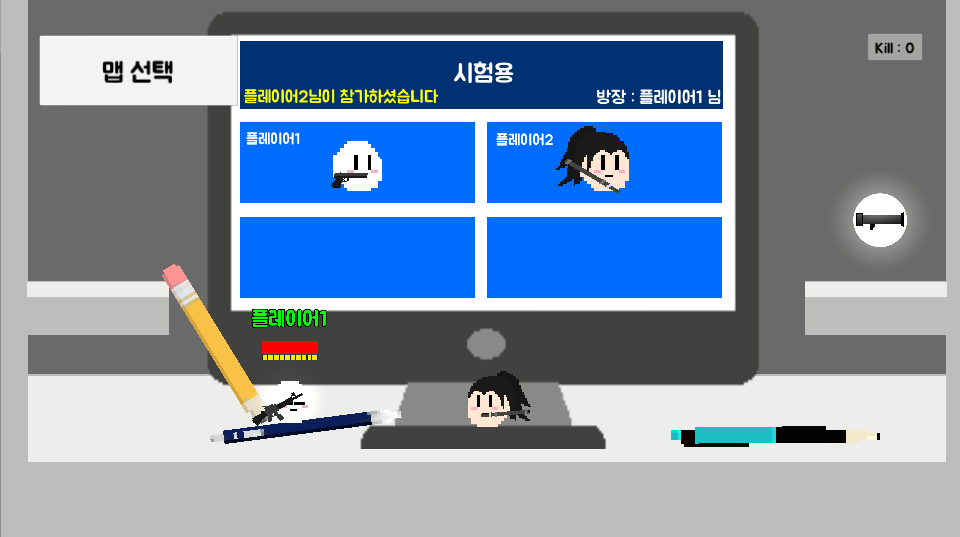 맵 선택
시험용
Kill : 0
플레이어2님이 참가하셨습니다
방장 : 플레이어1 님
플레이어1
플레이어2
플레이어1